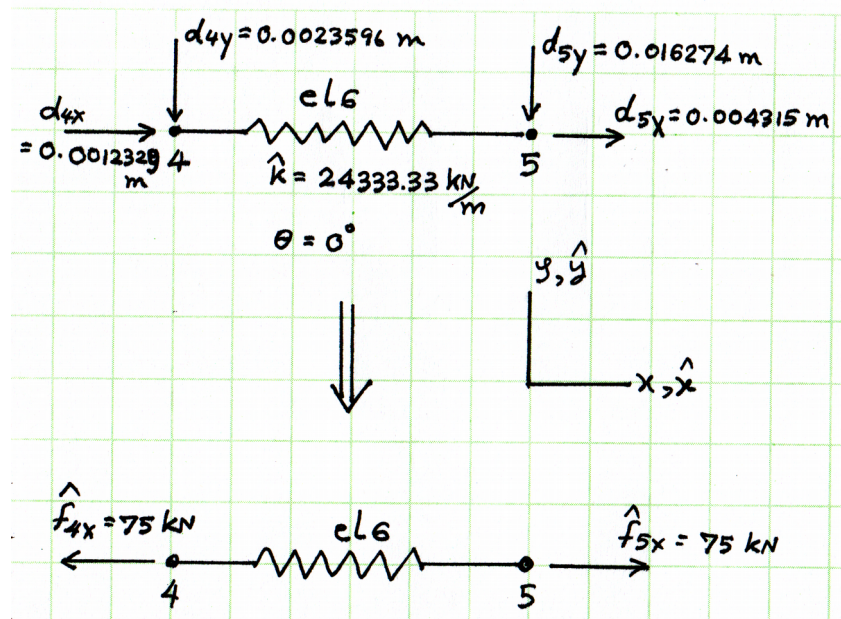 d4y = 0.0023596 m
d5y = 0.016274 m
el6
d4x
= 0.0012329
m
d5x = 0.004315 m
4
5
k̂ = 24333.33 kN/m
θ = 0°
y, ŷ
x, x̂
f̂4x = 75 kN
el6
f̂5x = 75 kN
4
5